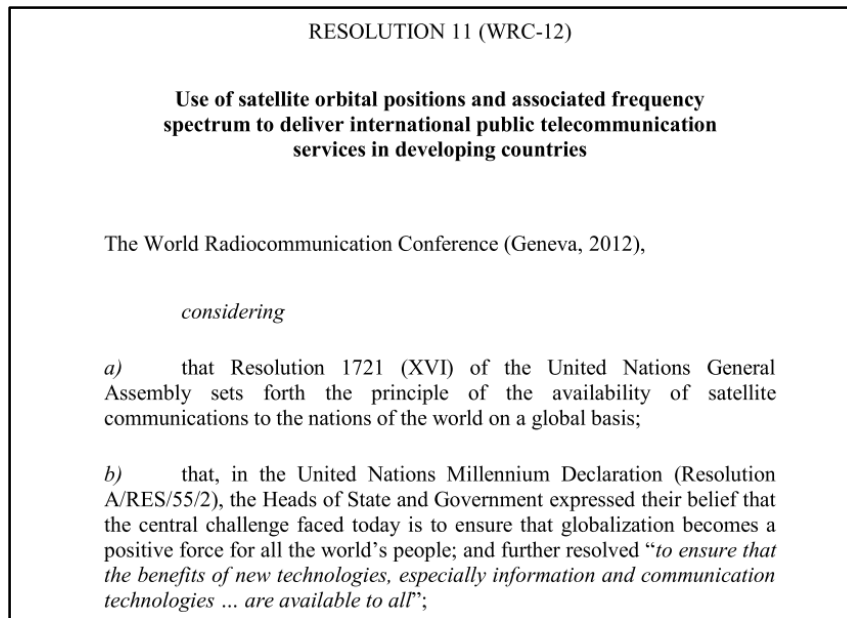 RESOLUTION 11 (WRC-12)
Use of satellite orbital positions and associated frequency
spectrum to deliver international public telecommunication
services in developing countries
The World Radiocommunication Conference (Geneva, 2012),
considering
a) that Resolution 1721 (XVI) of the United Nations General
Assembly sets forth the principle of the availability of satellite
communications to the nations of the world on a global basis;
b) that, in the United Nations Millennium Declaration (Resolution
A/RES/55/2), the Heads of State and Government expressed their belief that
the central challenge faced today is to ensure that globalization becomes a
positive force for all the world’s people; and further resolved “to ensure that
the benefits of new technologies, especially information and communication
technologies ... are available to all”;